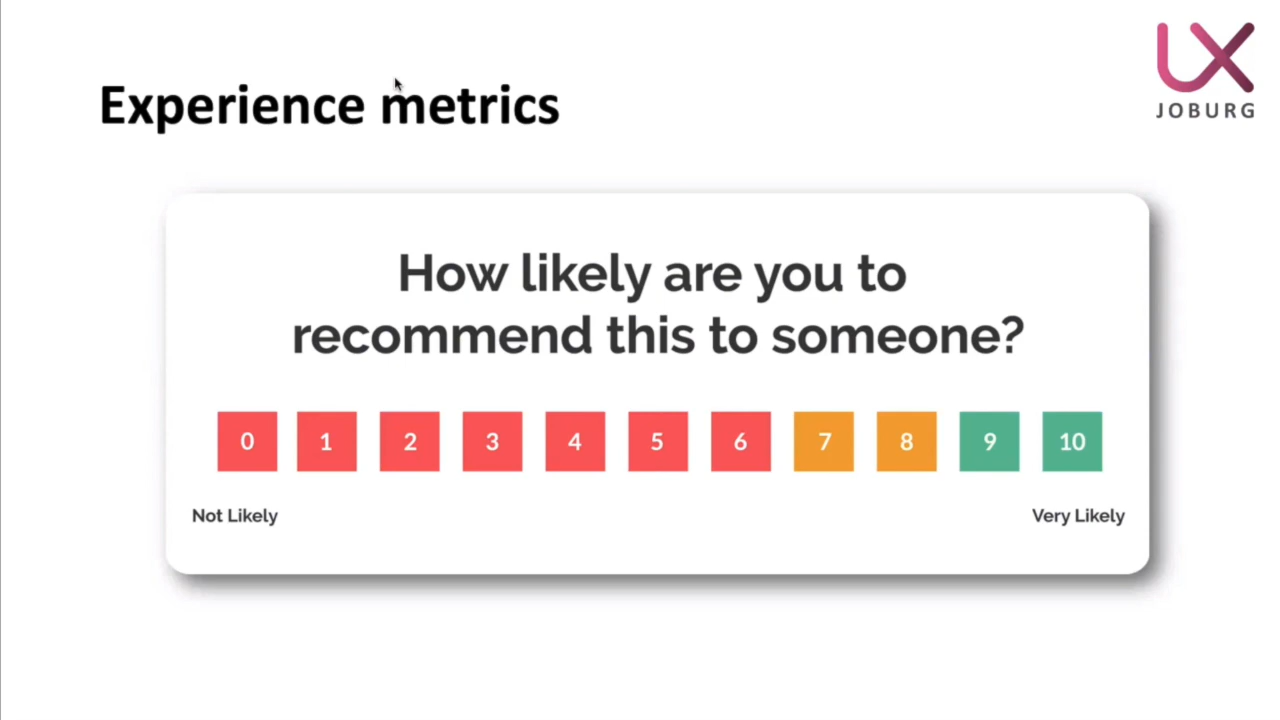 UX
JOBURG
Experience metrics
How likely are you to
recommend this to someone?
0 1 2 3 4 5 6 7 8 9 10
Not Likely Very Likely